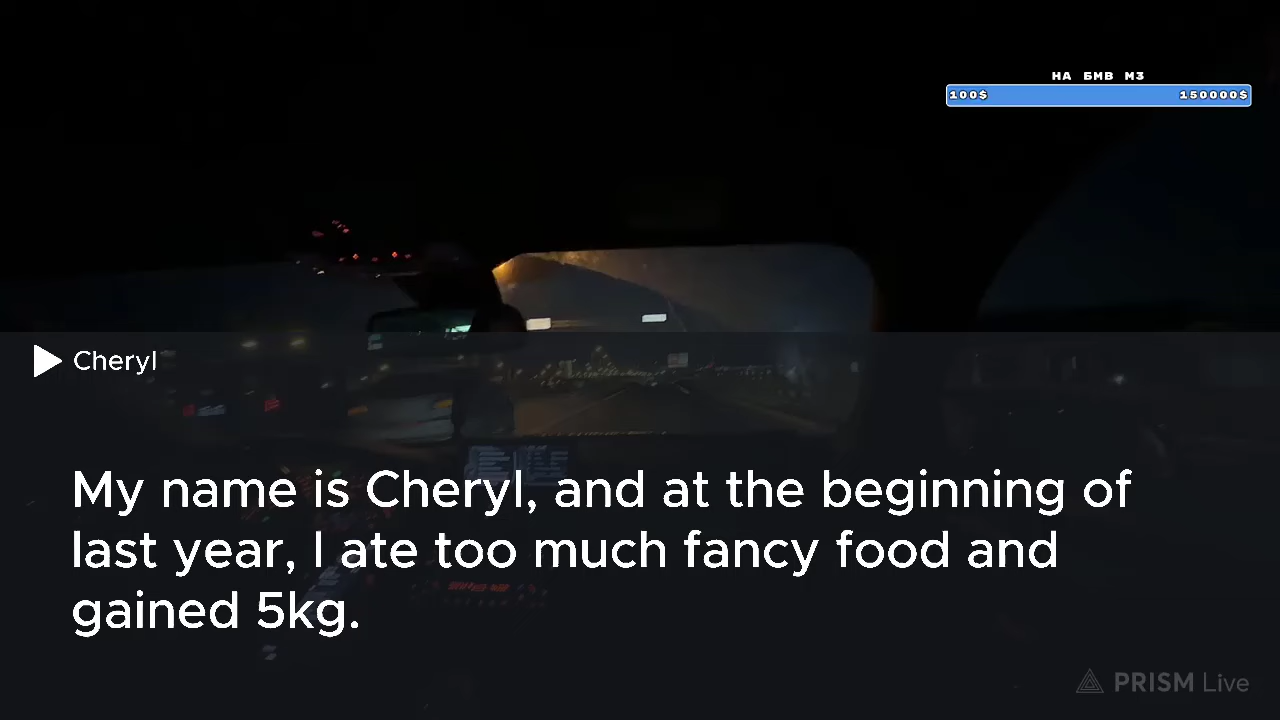 НА БМВ М3
100$ 150000$
Cheryl
My name is Cheryl, and at the beginning of
last year, I ate too much fancy food and
gained 5kg.
PRISM Live